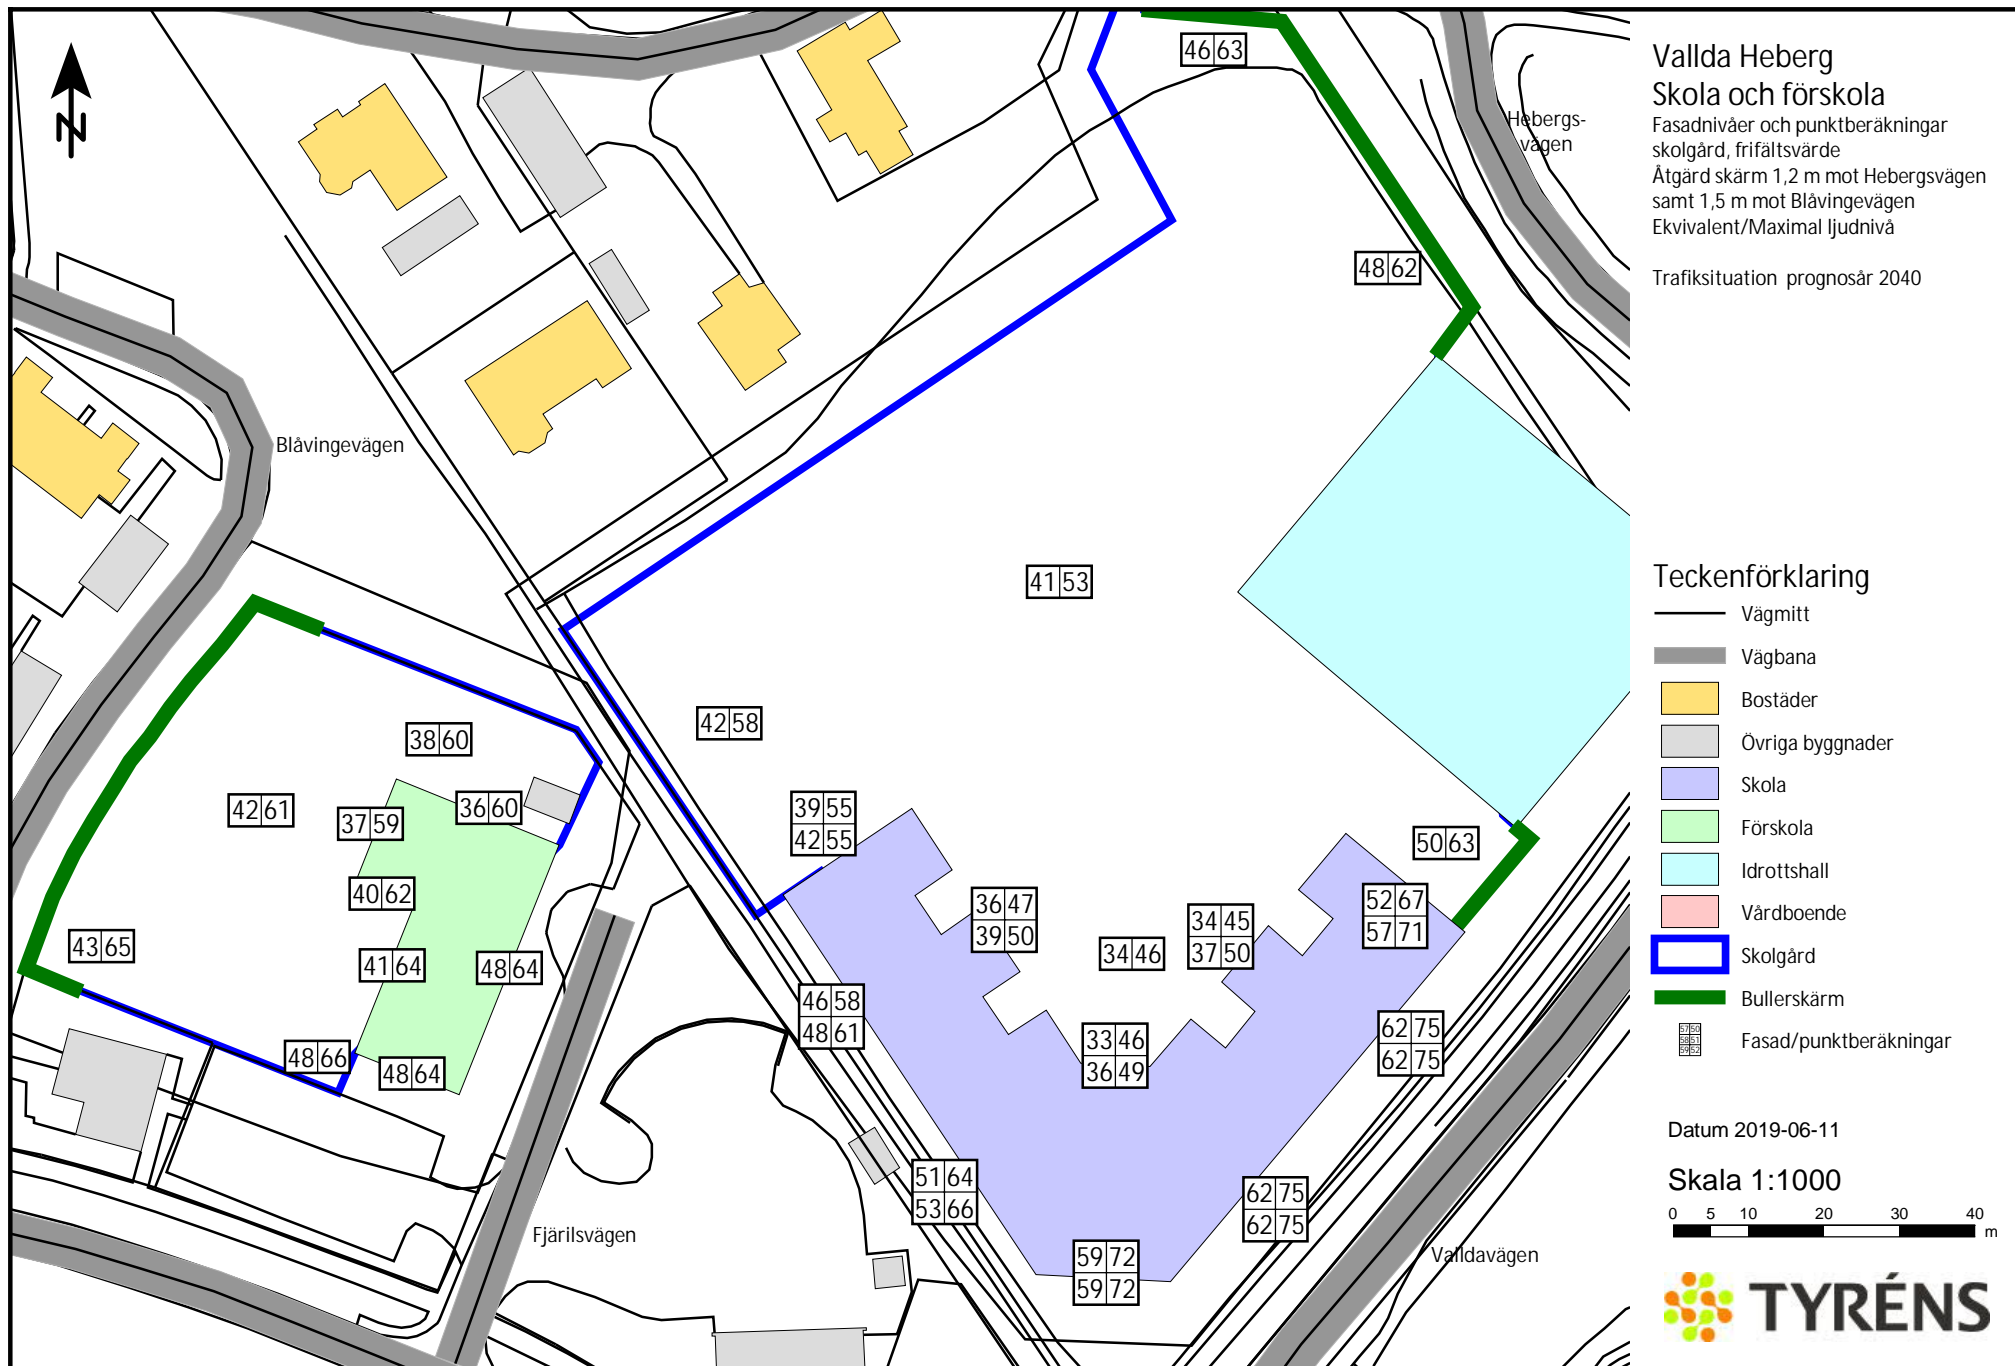 Vallda Heberg
Skola och förskola
Fasadnivåer och punktberäkningar
skolgård, frifältsvärde
Åtgärd skärm 1,2 m mot Hebergsvägen
samt 1,5 m mot Blåvingevägen
Ekvivalent/Maximal ljudnivå
Trafiksituation prognosår 2040
N
46 63
Hebergs-
vägen
48 62
Blåvingevägen
41 53
42 58
38 60
42 61
37 59
36 60
39 55
42 55
50 63
40 62
36 47
39 50
34 45
37 50
52 67
57 71
43 65
41 64
48 64
34 46
46 58
48 61
48 66
48 64
33 46
36 49
62 75
62 75
51 64
53 66
62 75
62 75
Fjärilsvägen
59 72
59 72
Valldavägen
Teckenförklaring
Vägmitt
Vägbana
Bostäder
Övriga byggnader
Skola
Förskola
Idrottshall
Vårdboende
Skolgård
Bullerskärm
57 50
58 51
59 52
Fasad/punktberäkningar
Datum 2019-06-11
Skala 1:1000
0 5 10 20 30 40
m
TYRÉNS